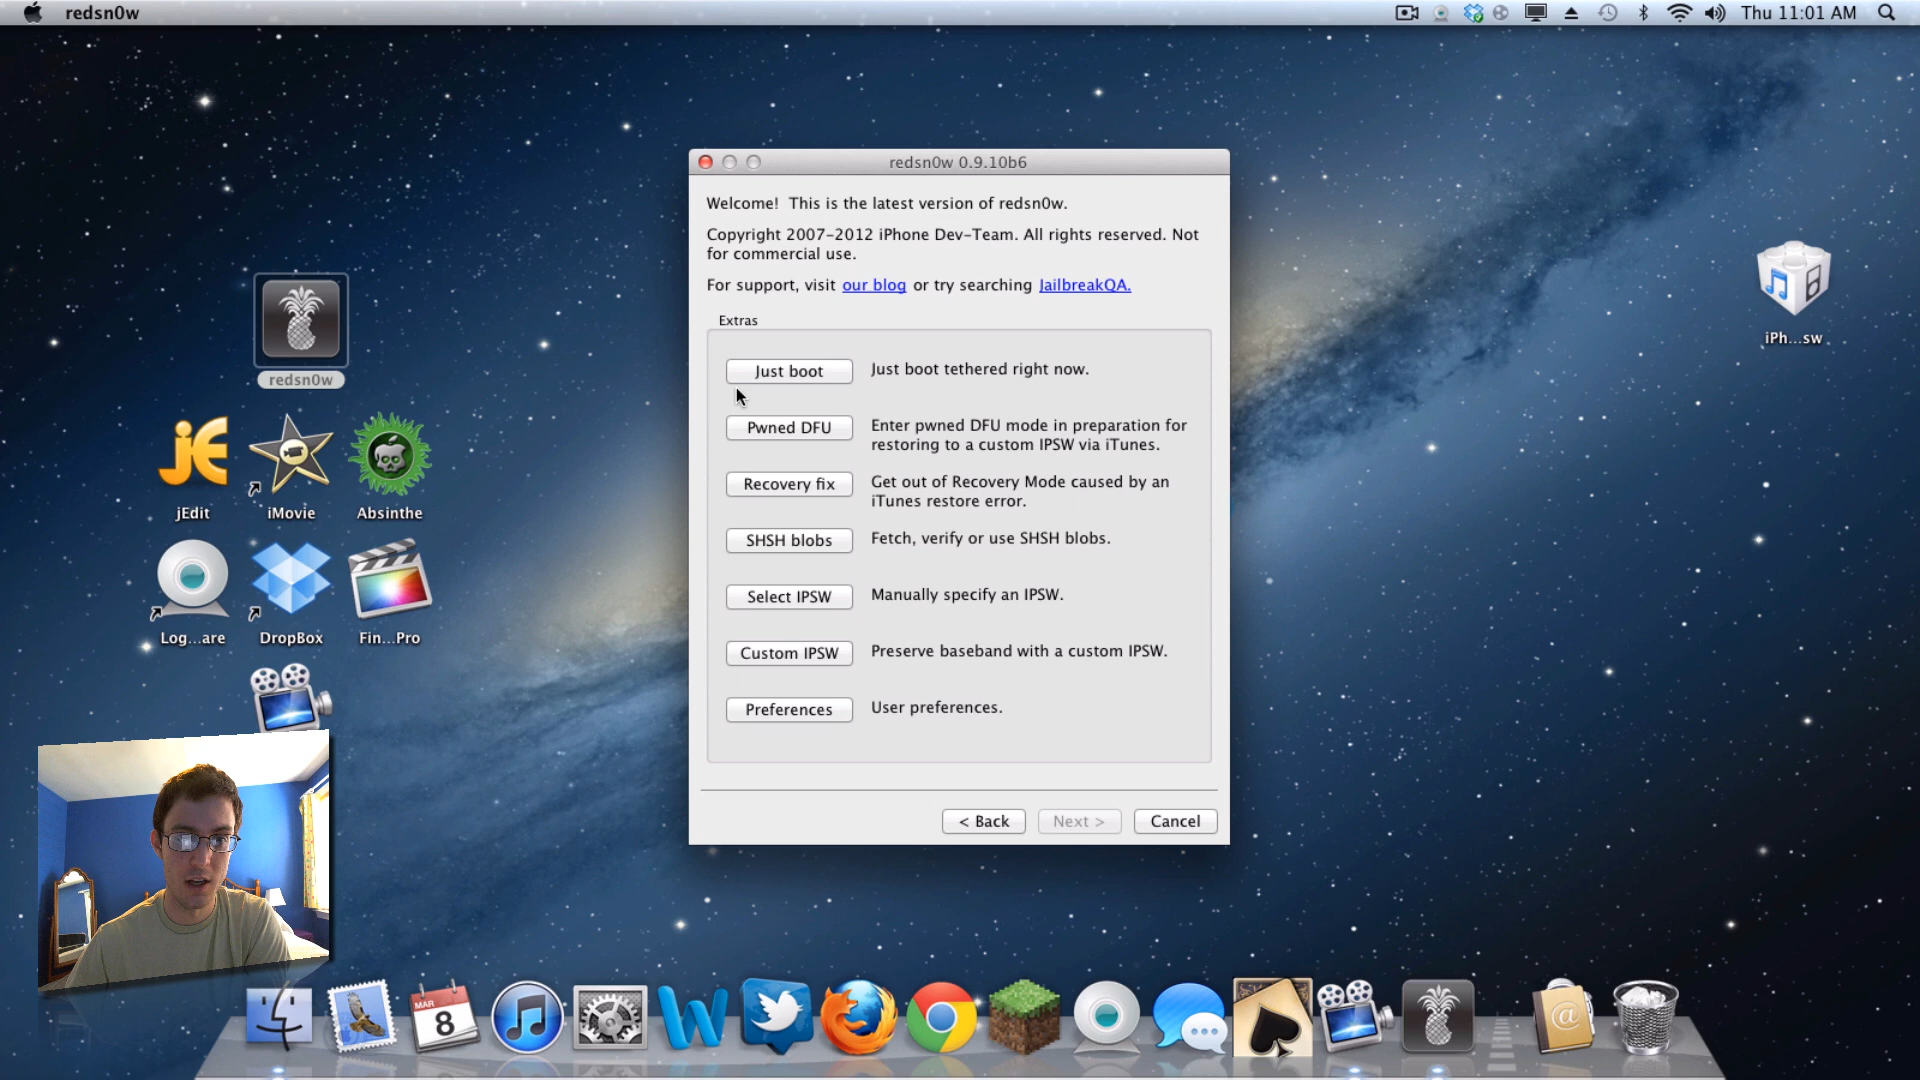 redsn0w
Thu 11:01 AM
redsn0w 0.9.10b6
Welcome! This is the latest version of redsn0w.
Copyright 2007-2012 iPhone Dev-Team. All rights reserved. Not
for commercial use.
For support, visit our blog or try searching JailbreakQA.
Extras
Just boot
Just boot tethered right now.
Pwned DFU
Enter pwned DFU mode in preparation for
restoring to a custom IPSW via iTunes.
Recovery fix
Get out of Recovery Mode caused by an
iTunes restore error.
SHSH blobs
Fetch, verify or use SHSH blobs.
Select IPSW
Manually specify an IPSW.
Custom IPSW
Preserve baseband with a custom IPSW.
Preferences
User preferences.
< Back
Next >
Cancel
redsn0w
jE
jEdit
iMovie
Absinthe
Log...are
DropBox
Fin...Pro
iPh...sw
MAR
8
W
@